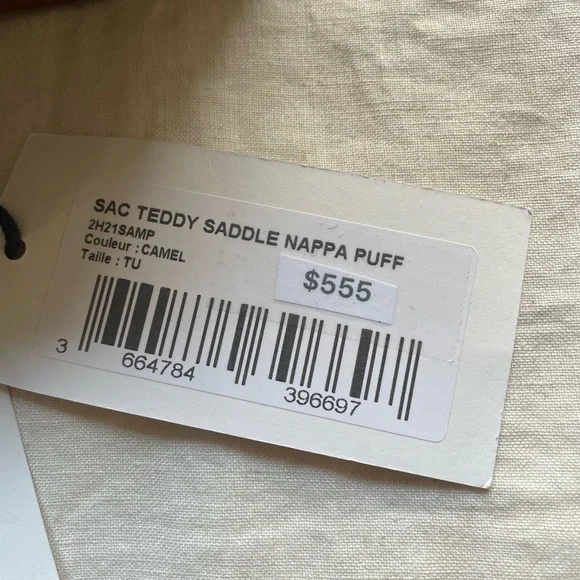 SAC TEDDY SADDLE NAPPA PUFF
2H21SAMP
Couleur : CAMEL
Taille : TU
$555
3 664784 396697